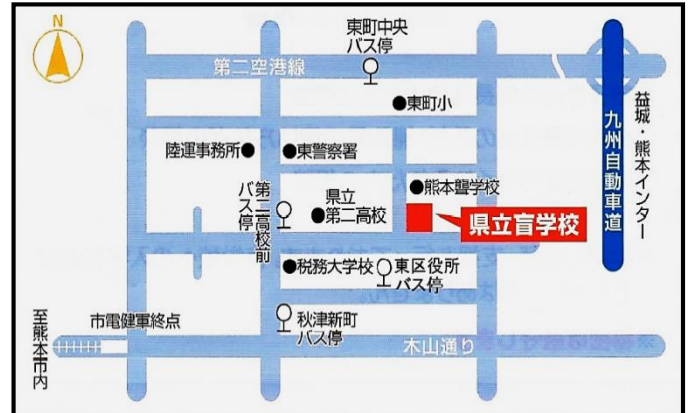 東町中央
バス停
第二空港線
東町小
益城・熊本インター
九州自動車道
陸運事務所
東警察署
熊本聾学校
第二高校前
バス停
県立
第二高校
県立盲学校
税務大学校
東区役所
バス停
秋津新町
バス停
市電健軍終点
至熊本市内
木山通り